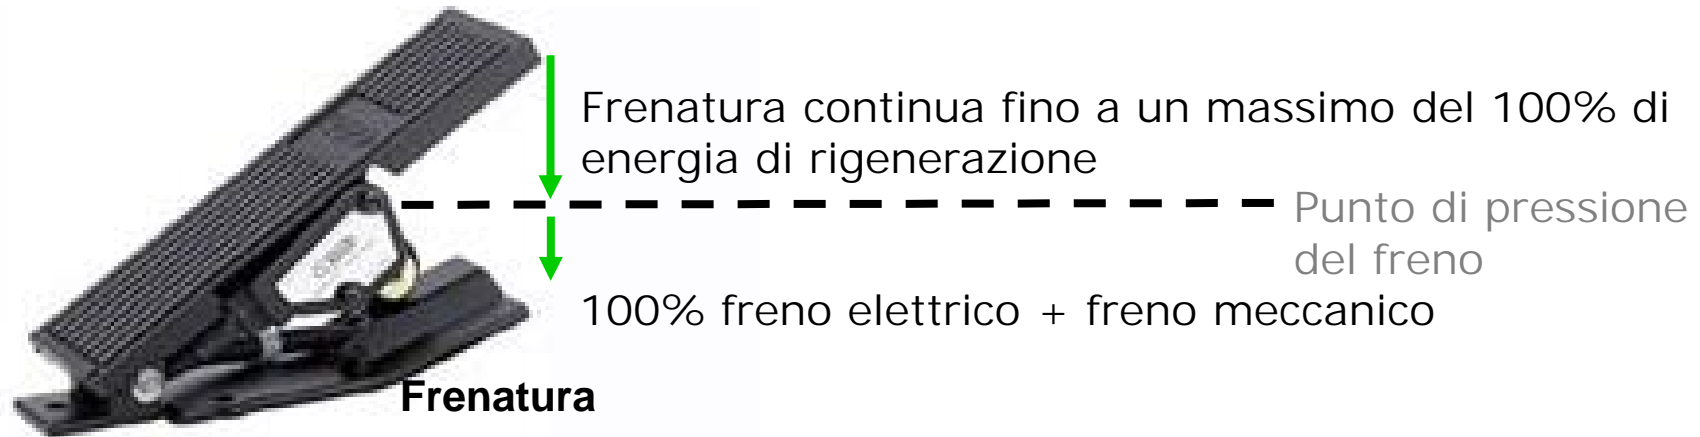 Frenatura continua fino a un massimo del 100% di
energia di rigenerazione
Punto di pressione
del freno
100% freno elettrico + freno meccanico
Frenatura